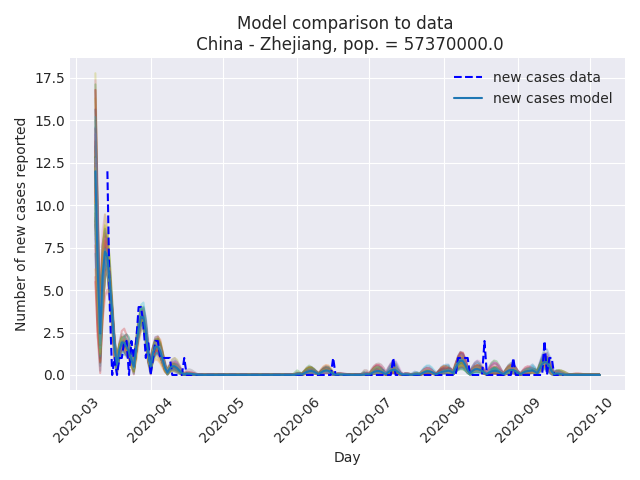 Model comparison to data
China - Zhejiang, pop. = 57370000.0
new cases data
new cases model
Number of new cases reported
17.5
15.0
12.5
10.0
7.5
5.0
2.5
0.0
2020-03
2020-04
2020-05
2020-06
2020-07
2020-08
2020-09
2020-10
Day